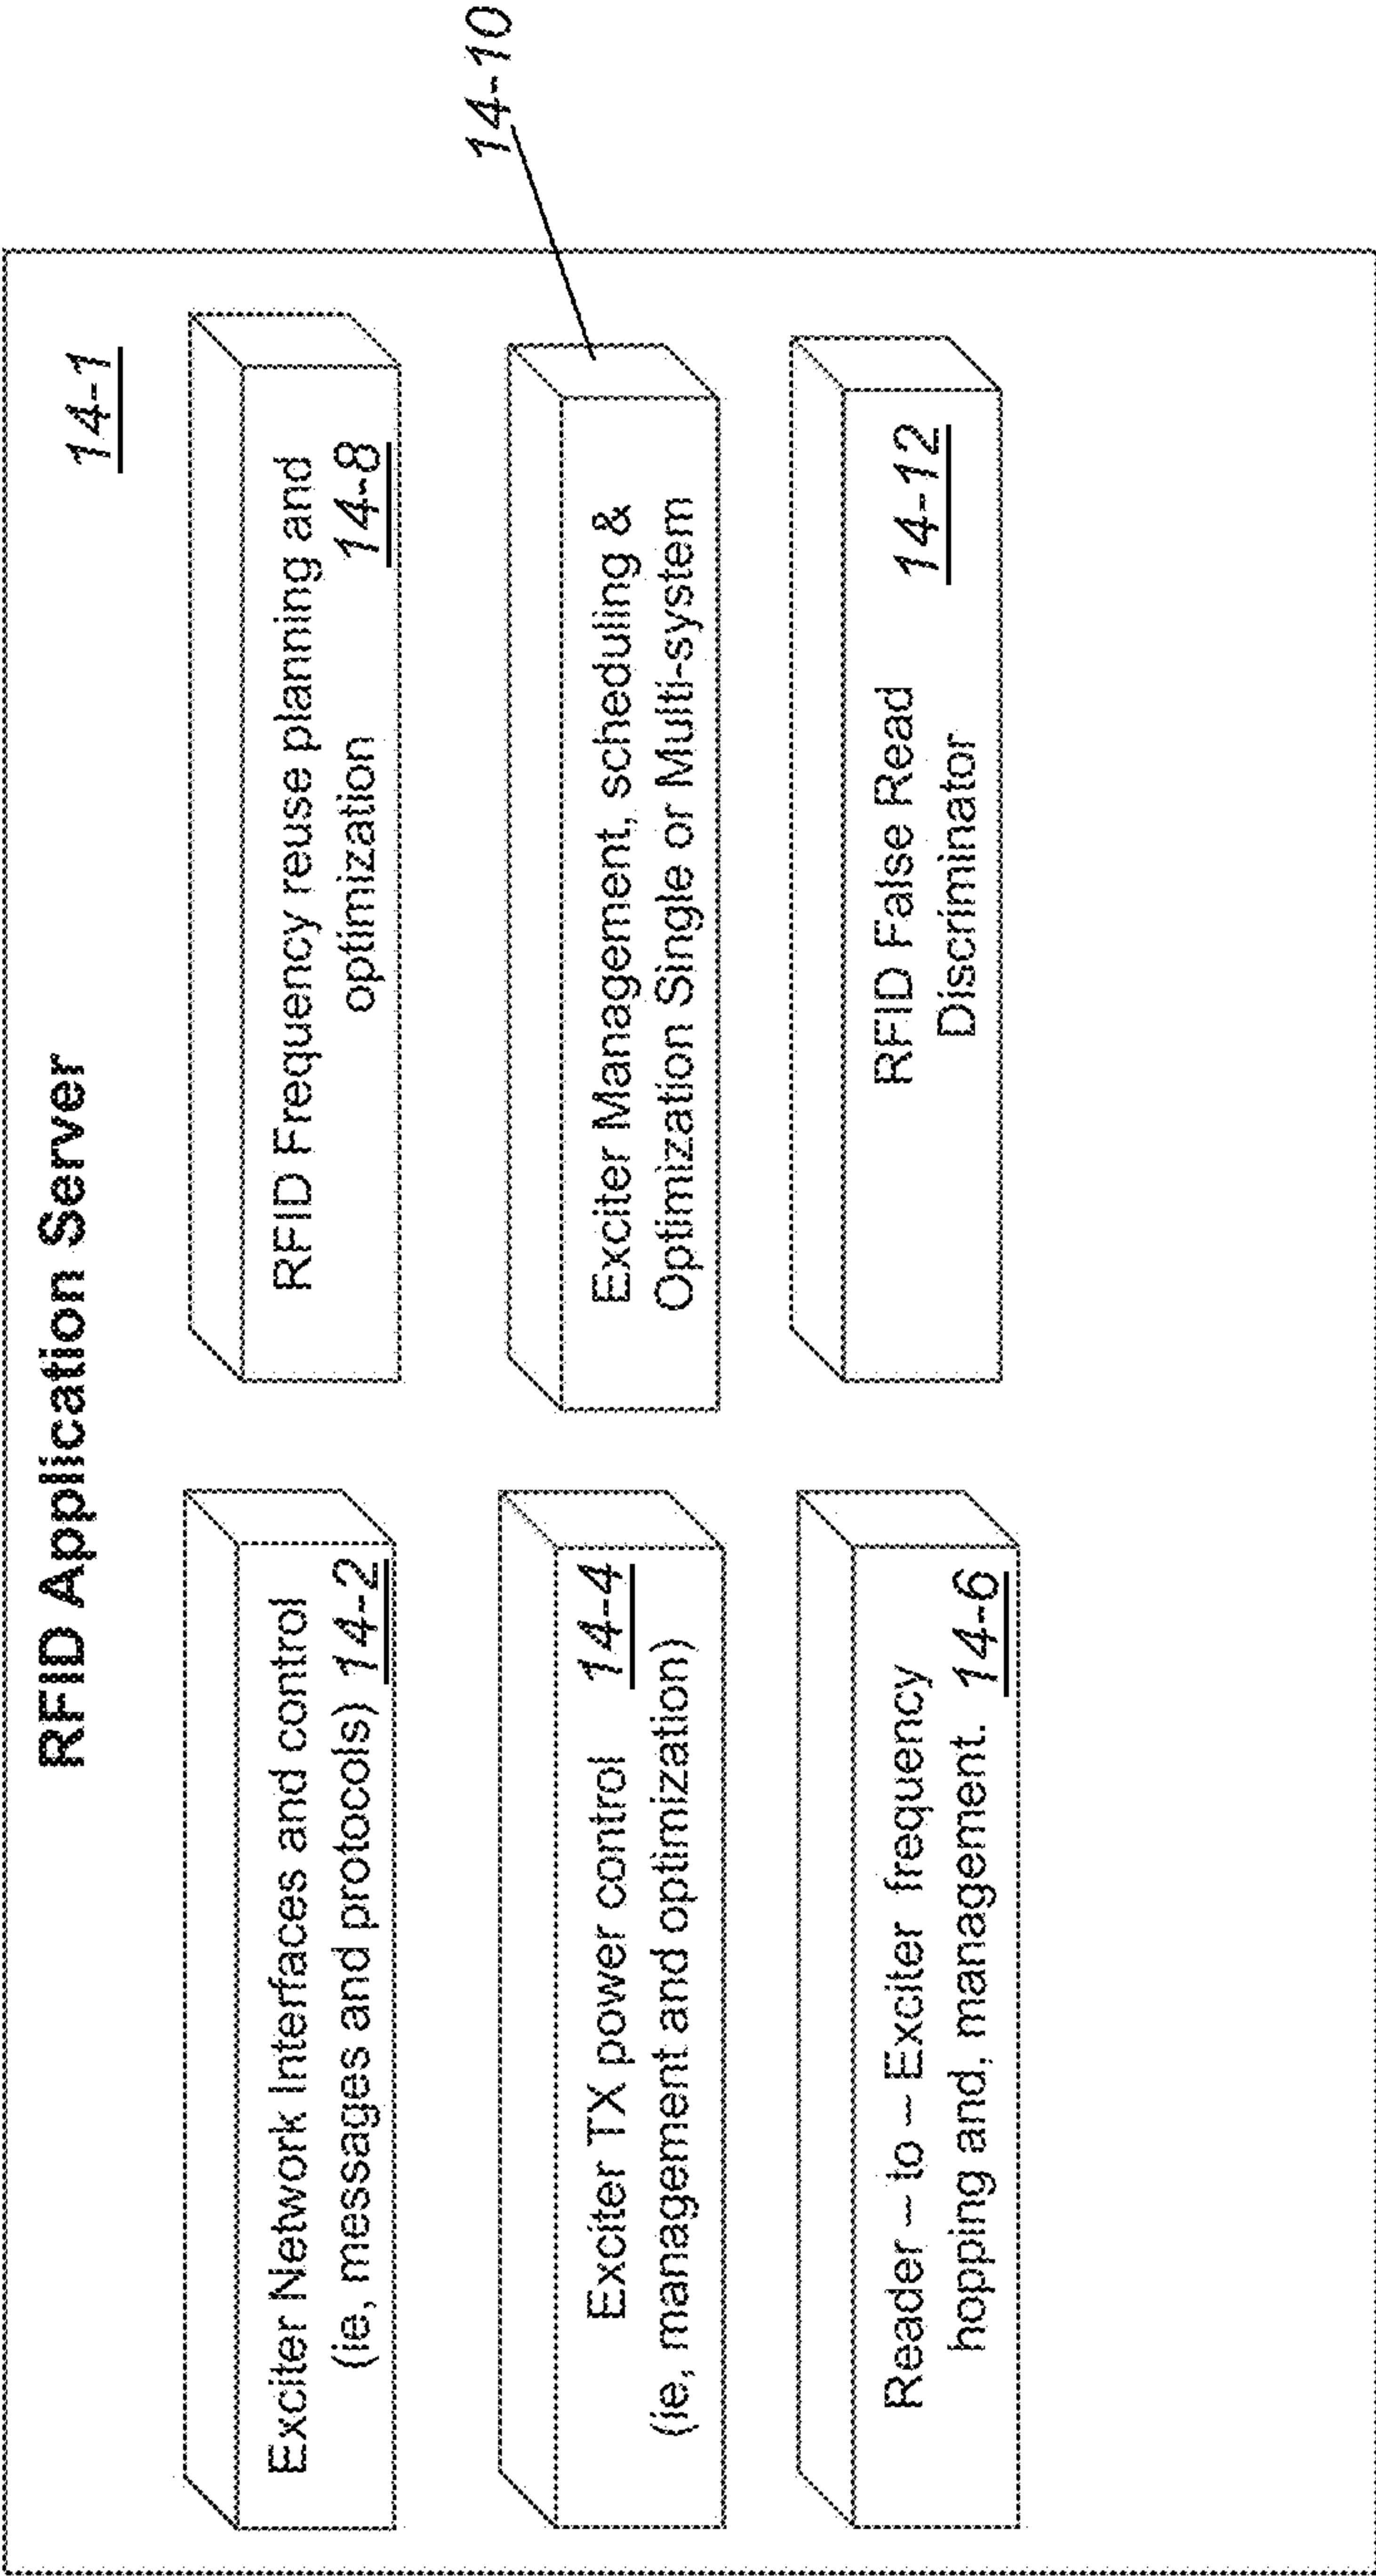 RFID Application Server
14-1
Exciter Network Interfaces and control
(ie, messages and protocols) 14-2
Exciter TX power control 14-4
(ie, management and optimization)
Reader – to – Exciter frequency
hopping and, management. 14-6
RFID Frequency reuse planning and
optimization 14-8
Exciter Management, scheduling &
Optimization Single or Multi-system
14-10
RFID False Read
Discriminator 14-12